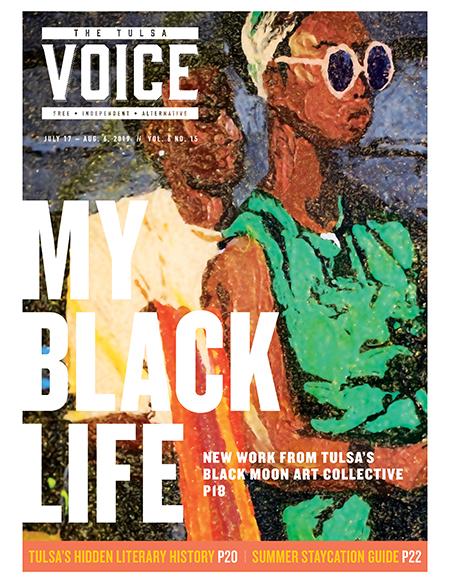 THE TULSA
VOICE
FREE • INDEPENDENT • ALTERNATIVE
JULY 17 – AUG. 6, 2019 // VOL. 6 NO. 15
MY
BLACK
LIFE
NEW WORK FROM TULSA'S
BLACK MOON ART COLLECTIVE
P18
TULSA'S HIDDEN LITERARY HISTORY P20 | SUMMER STAYCATION GUIDE P22